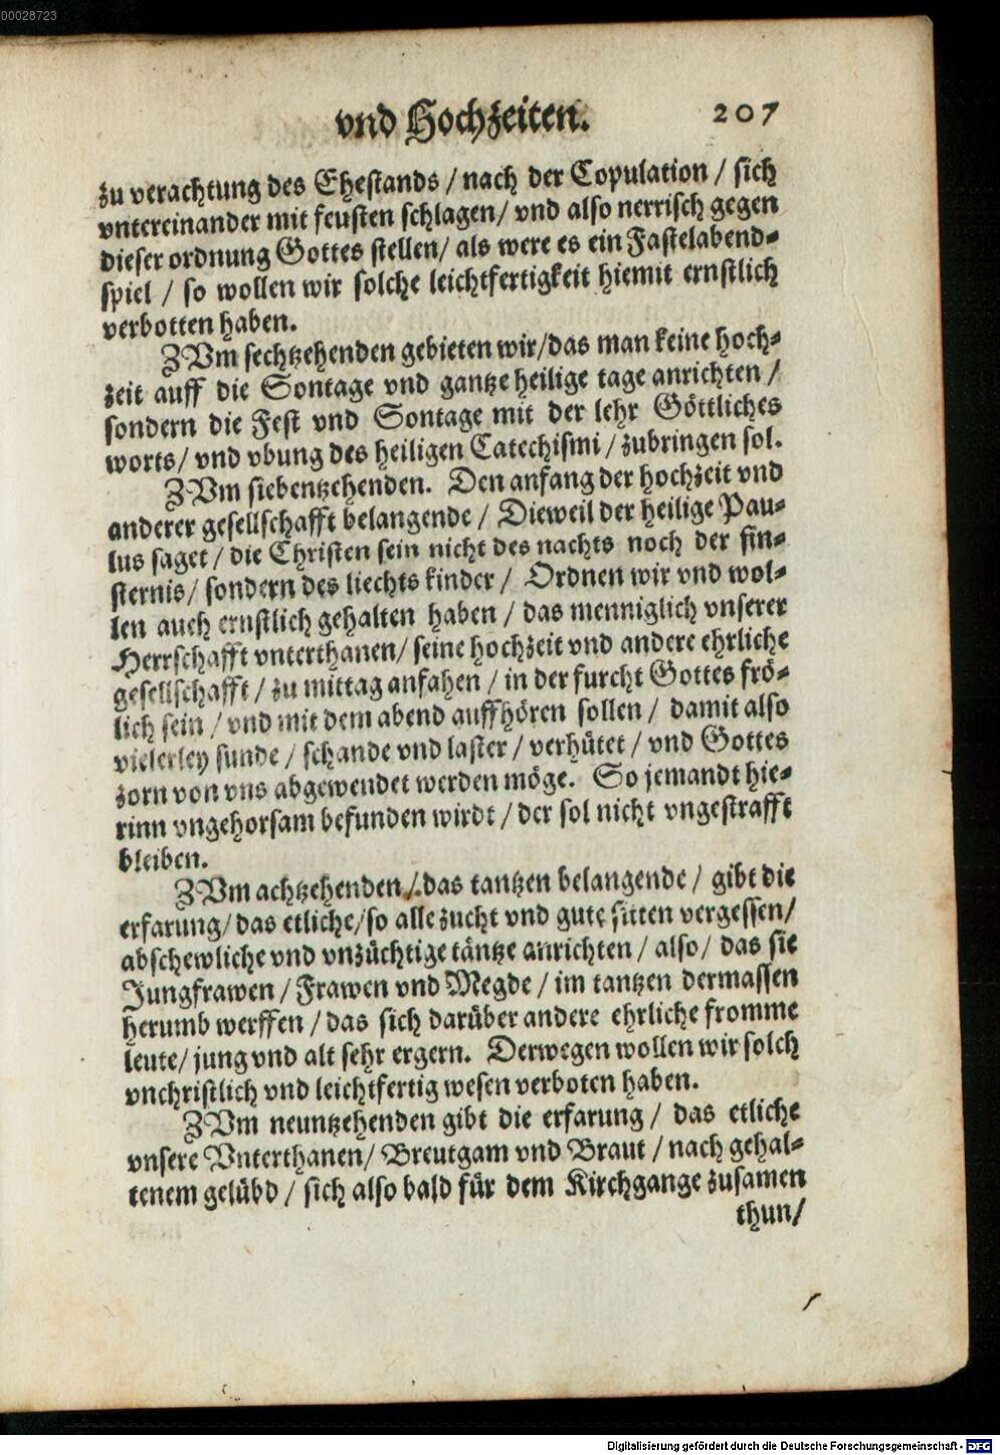 00028723
vnd Hochzeiten. 207
zu verachtung des Ehestands / nach der Copulation / sich
vntereinander mit feusten schlagen / vnd also nerrisch gegen
dieser ordnung Gottes stellen / als were es ein Fastelabend-
spiel / so wollen wir solche leichtfertigkeit hiemit ernstlich
verbotten haben.
ZVm sechtzehenden gebieten wir / das man keine hoch-
zeit auff die Sontage vnd gantze heilige tage anrichten /
sondern die Fest vnd Sontage mit der lehr Göttliches
worts / vnd vbung des heiligen Catechismi / zubringen sol.
ZVm siebentzehenden. Den anfang der hochzeit vnd
anderer gesellschafft belangende / Dieweil der heilige Pau-
lus saget / die Christen sein nicht des nachts noch der fin-
sternis / sondern des liechts kinder / Ordnen wir vnd wol-
len auch ernstlich gehalten haben / das menniglich vnserer
Herrschafft vnterthanen / seine hochzeit vnd andere ehrliche
gesellschafft / zu mittag anfahen / in der furcht Gottes frö-
lich sein / vnd mit dem abend auffhören sollen / damit also
vielerley sunde / schande vnd laster / verhütet / vnd Gottes
zorn von vns abgewendet werden möge. So jemandt hie-
rinn vngehorsam befunden wirdt / der sol nicht vngestrafft
bleiben.
ZVm achtzehenden / das tantzen belangende / gibt die
erfarung / das etliche / so alle zucht vnd gute sitten vergessen /
abschewliche vnd vnzüchtige täntze anrichten / also / das sie
Jungfrawen / Frawen vnd Megde / im tantzen dermassen
herumb werffen / das sich darüber andere ehrliche fromme
leute / jung vnd alt sehr ergern. Derwegen wollen wir solch
vnchristlich vnd leichtfertig wesen verboten haben.
ZVm neuntzehenden gibt die erfarung / das etliche
vnsere Vnterthanen / Breutgam vnd Braut / nach gehal-
tenem gelübd / sich also bald für dem Kirchgange zusamen
thun /
Digitalisierung gefördert durch die Deutsche Forschungsgemeinschaft - DFG